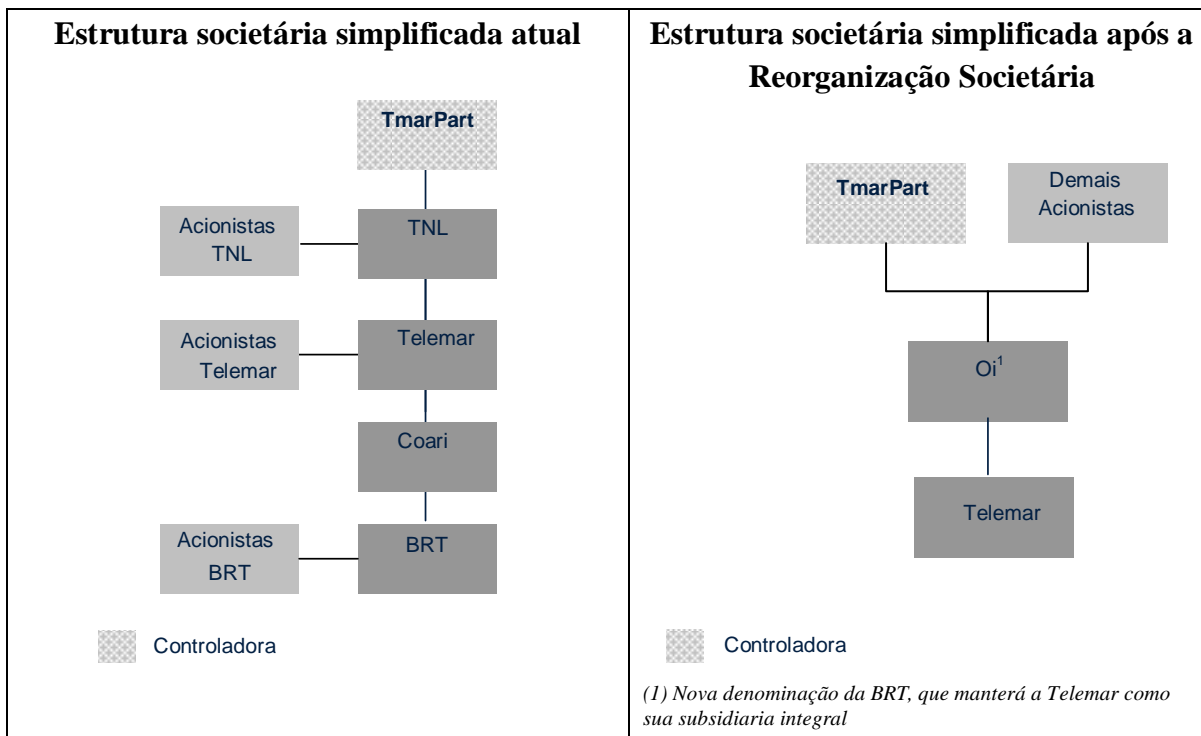 Estrutura societária simplificada atual
TmarPart
Acionistas
TNL
TNL
Acionistas
Telemar
Telemar
Coari
Acionistas
BRT
BRT
Controladora
Estrutura societária simplificada após a
Reorganização Societária
TmarPart
Demais
Acionistas
Oi¹
Telemar
Controladora
(1) Nova denominação da BRT, que manterá a Telemar como
sua subsidiaria integral